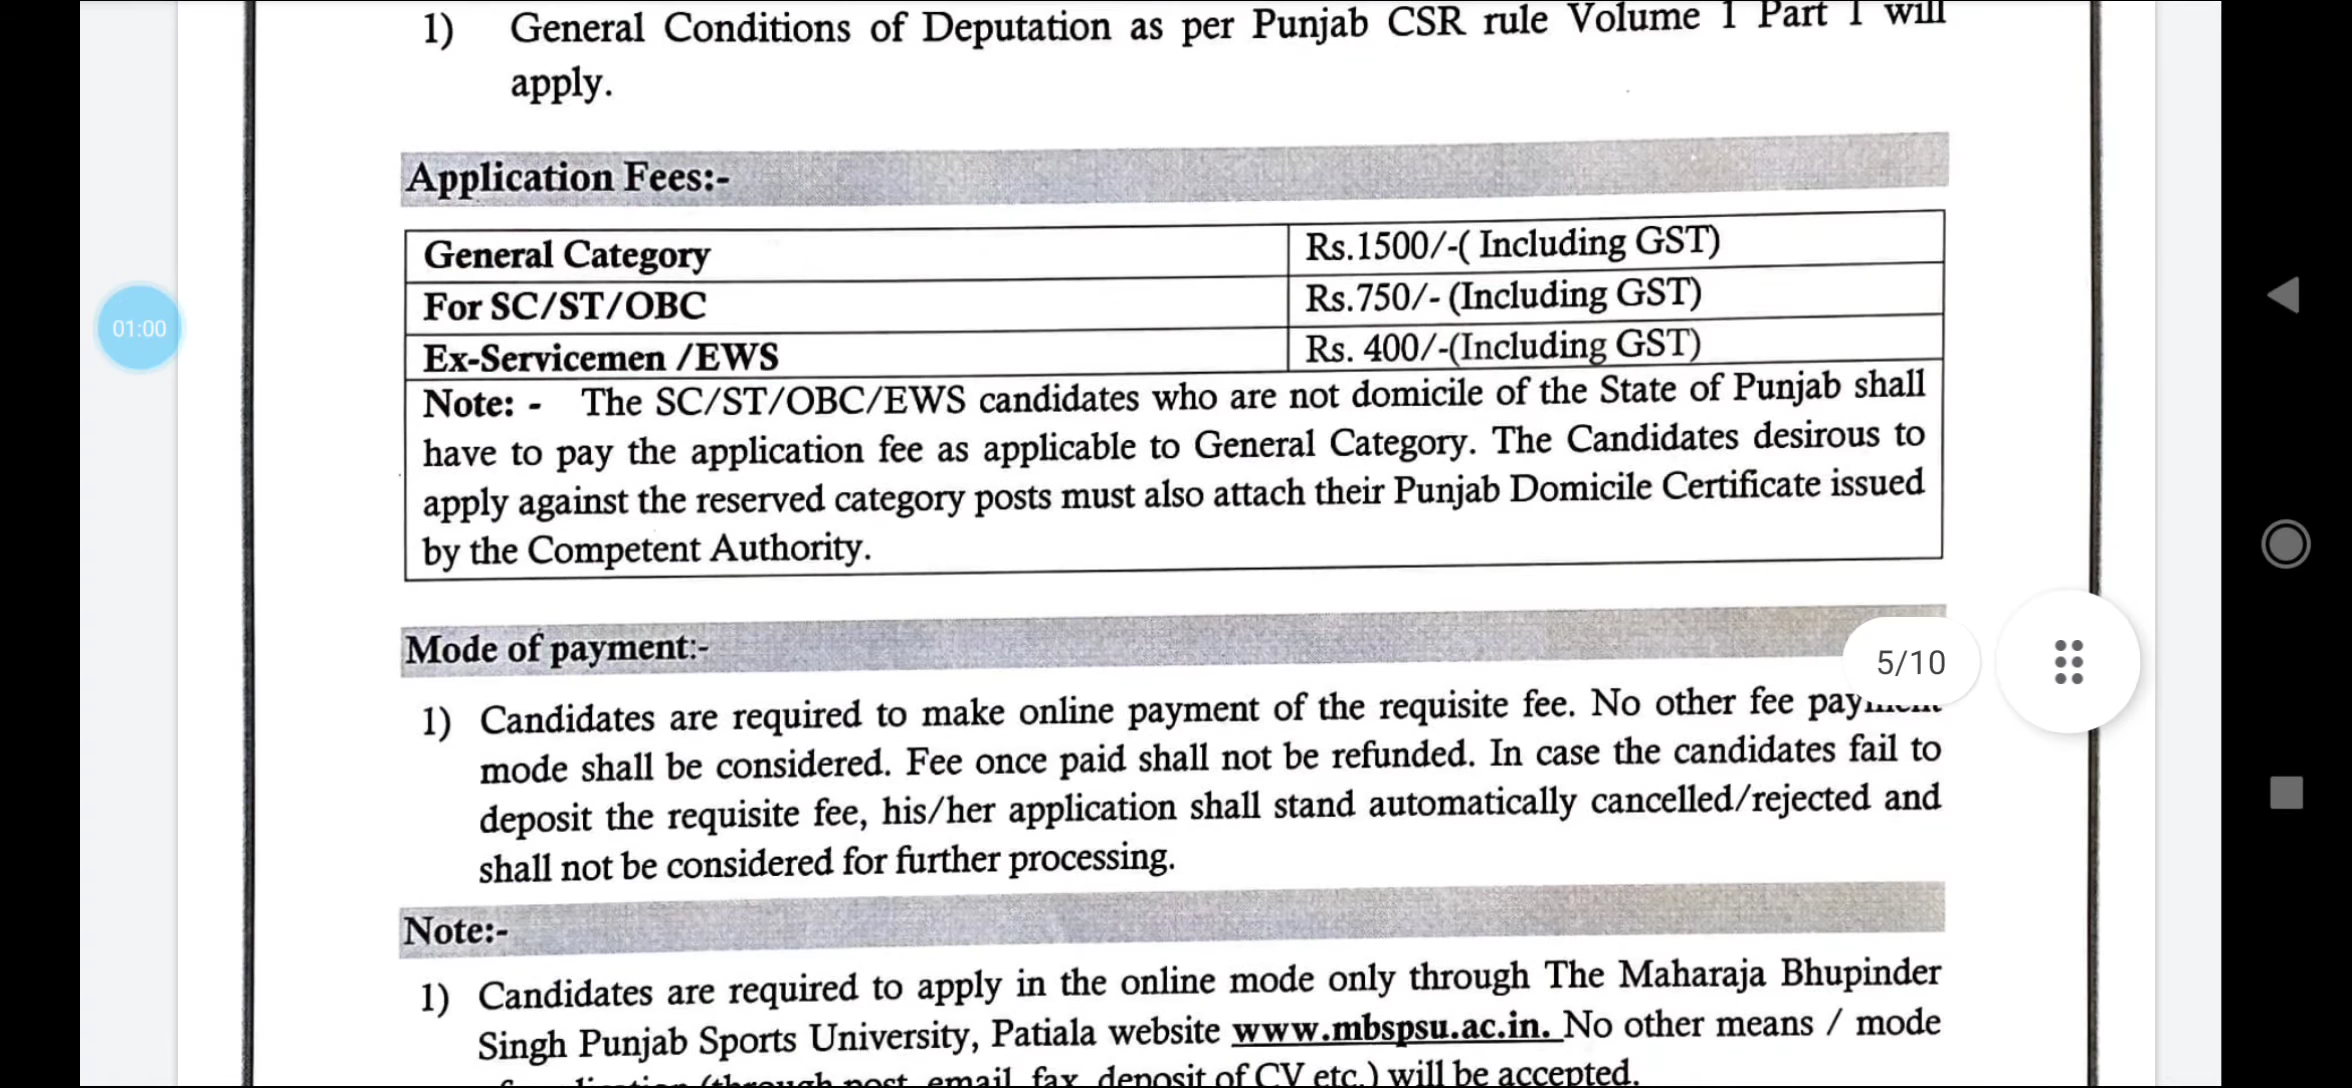 1) General Conditions of Deputation as per Punjab CSR rule Volume 1 Part 1 will
apply.
Application Fees:-
General Category Rs.1500/-( Including GST)
For SC/ST/OBC Rs.750/- (Including GST)
Ex-Servicemen /EWS Rs. 400/-(Including GST)
Note: - The SC/ST/OBC/EWS candidates who are not domicile of the State of Punjab shall
have to pay the application fee as applicable to General Category. The Candidates desirous to
apply against the reserved category posts must also attach their Punjab Domicile Certificate issued
by the Competent Authority.
01:00
Mode of payment:-
5/10
1) Candidates are required to make online payment of the requisite fee. No other fee payment
mode shall be considered. Fee once paid shall not be refunded. In case the candidates fail to
deposit the requisite fee, his/her application shall stand automatically cancelled/rejected and
shall not be considered for further processing.
Note:-
1) Candidates are required to apply in the online mode only through The Maharaja Bhupinder
Singh Punjab Sports University, Patiala website www.mbspsu.ac.in. No other means / mode
(through post, email, fax, deposit of CV etc.) will be accepted.